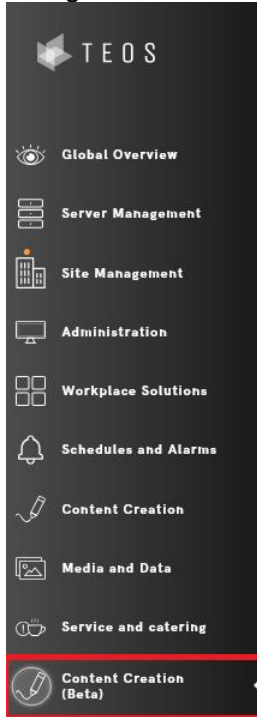 TEOS
Global Overview
Server Management
Site Management
Administration
Workplace Solutions
Schedules and Alarms
Content Creation
Media and Data
Service and catering
Content Creation
(Beta)